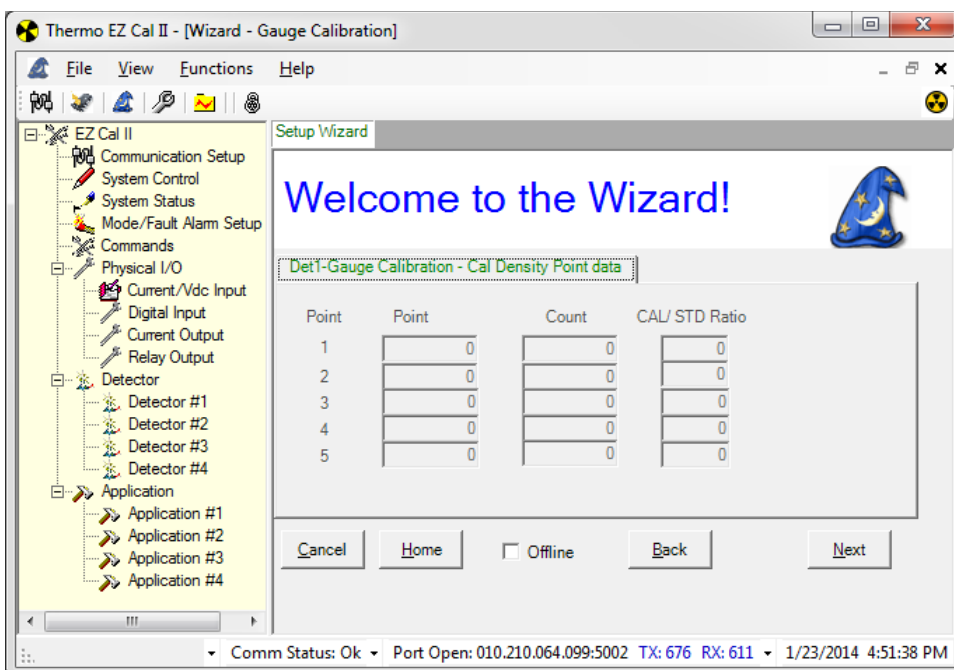 Thermo EZ Cal II - [Wizard - Gauge Calibration]
File View Functions Help
EZ Cal II
Communication Setup
System Control
System Status
Mode/Fault Alarm Setup
Commands
Physical I/O
Current/Vdc Input
Digital Input
Current Output
Relay Output
Detector
Detector #1
Detector #2
Detector #3
Detector #4
Application
Application #1
Application #2
Application #3
Application #4
Setup Wizard
Welcome to the Wizard!
Det1-Gauge Calibration - Cal Density Point data
Point Point Count CAL/ STD Ratio
1 0 0 0
2 0 0 0
3 0 0 0
4 0 0 0
5 0 0 0
Cancel Home Offline Back Next
Comm Status: Ok Port Open: 010.210.064.099:5002 TX: 676 RX: 611 1/23/2014 4:51:38 PM